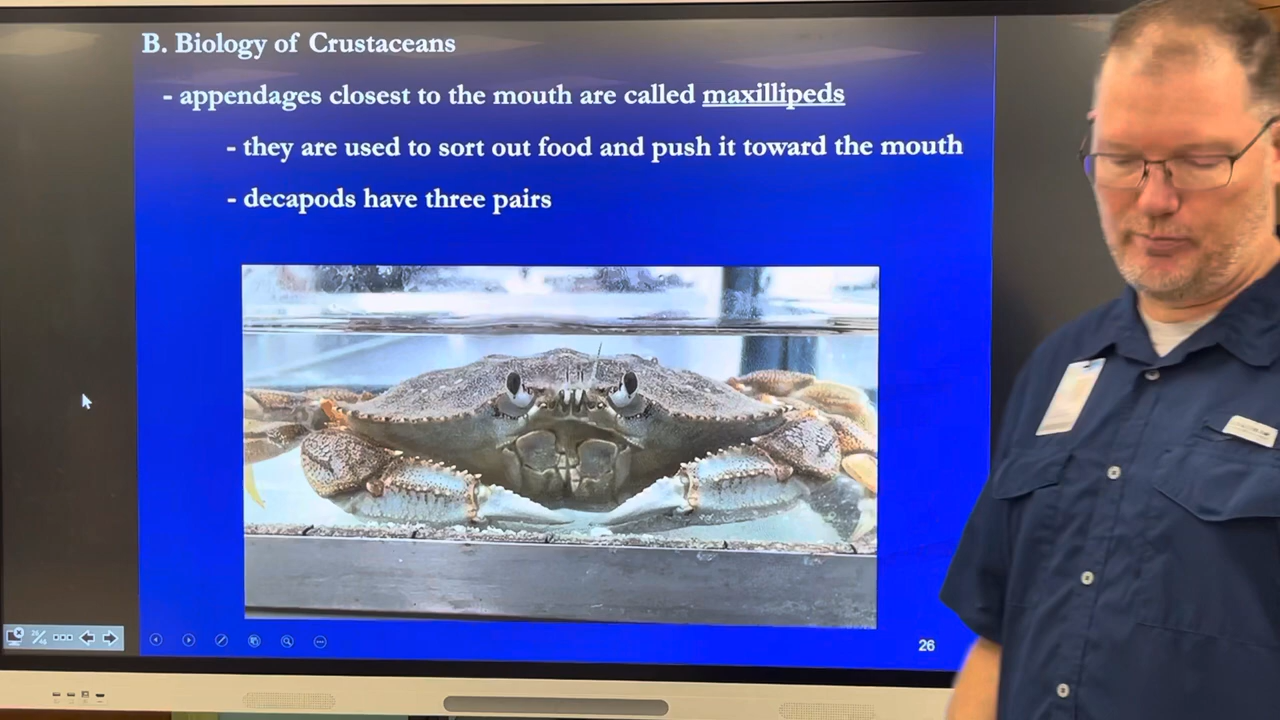 B. Biology of Crustaceans
- appendages closest to the mouth are called maxillipeds
- they are used to sort out food and push it toward the mouth
- decapods have three pairs
26